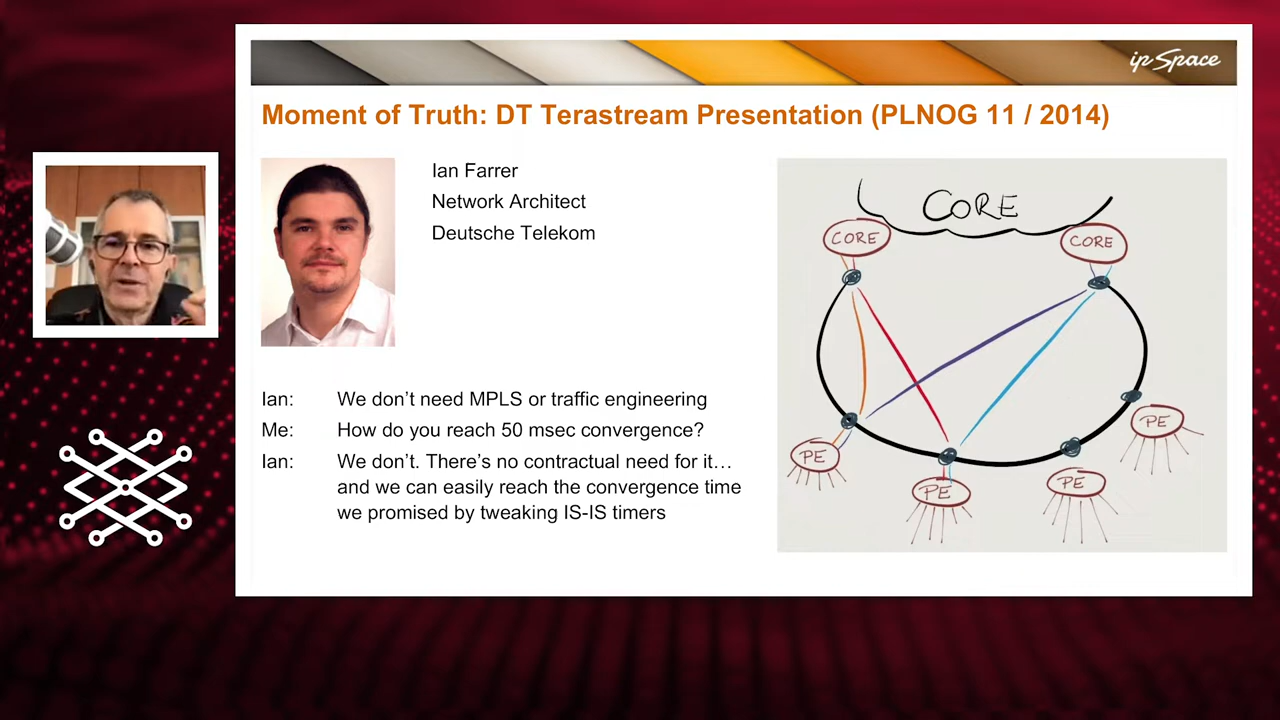 ip Space
Moment of Truth: DT Terastream Presentation (PLNOG 11 / 2014)
Ian Farrer
Network Architect
Deutsche Telekom
Ian: We don't need MPLS or traffic engineering
Me: How do you reach 50 msec convergence?
Ian: We don't. There's no contractual need for it…
and we can easily reach the convergence time
we promised by tweaking IS-IS timers
CORE
CORE
CORE
PE
PE
PE
PE